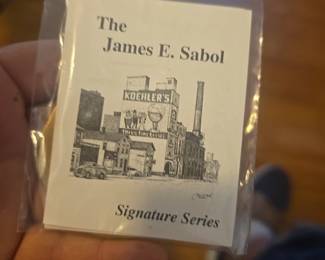 The
James E. Sabol
KOEHLER'S
Signature Series